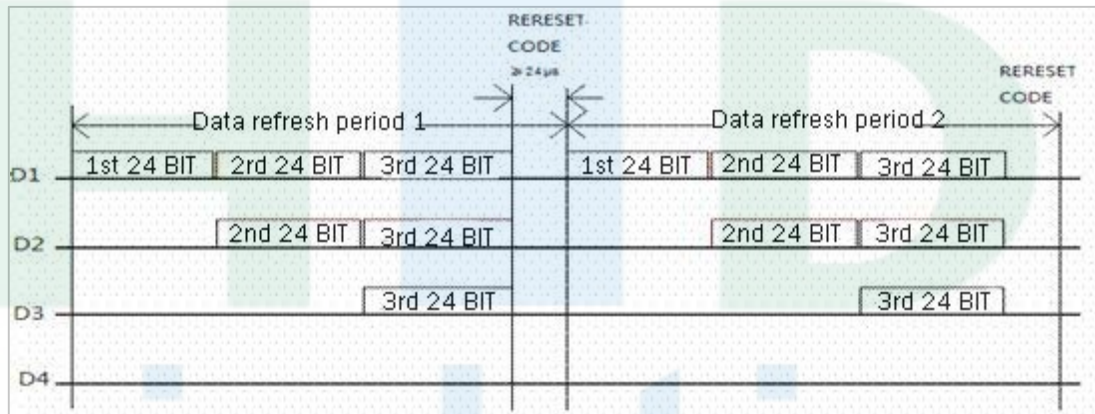 RERESET
CODE
≥ 24μs
RERESET
CODE
Data refresh period 1
Data refresh period 2
D1
1st 24 BIT
2rd 24 BIT
3rd 24 BIT
1st 24 BIT
2nd 24 BIT
3rd 24 BIT
D2
2nd 24 BIT
3rd 24 BIT
2nd 24 BIT
3rd 24 BIT
D3
3rd 24 BIT
3rd 24 BIT
D4